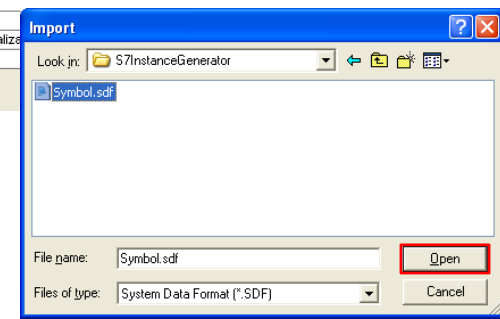 Import
aliza
Look in: S7InstanceGenerator
Symbol.sdf
File name: Symbol.sdf Open
Files of type: System Data Format (*.SDF) Cancel